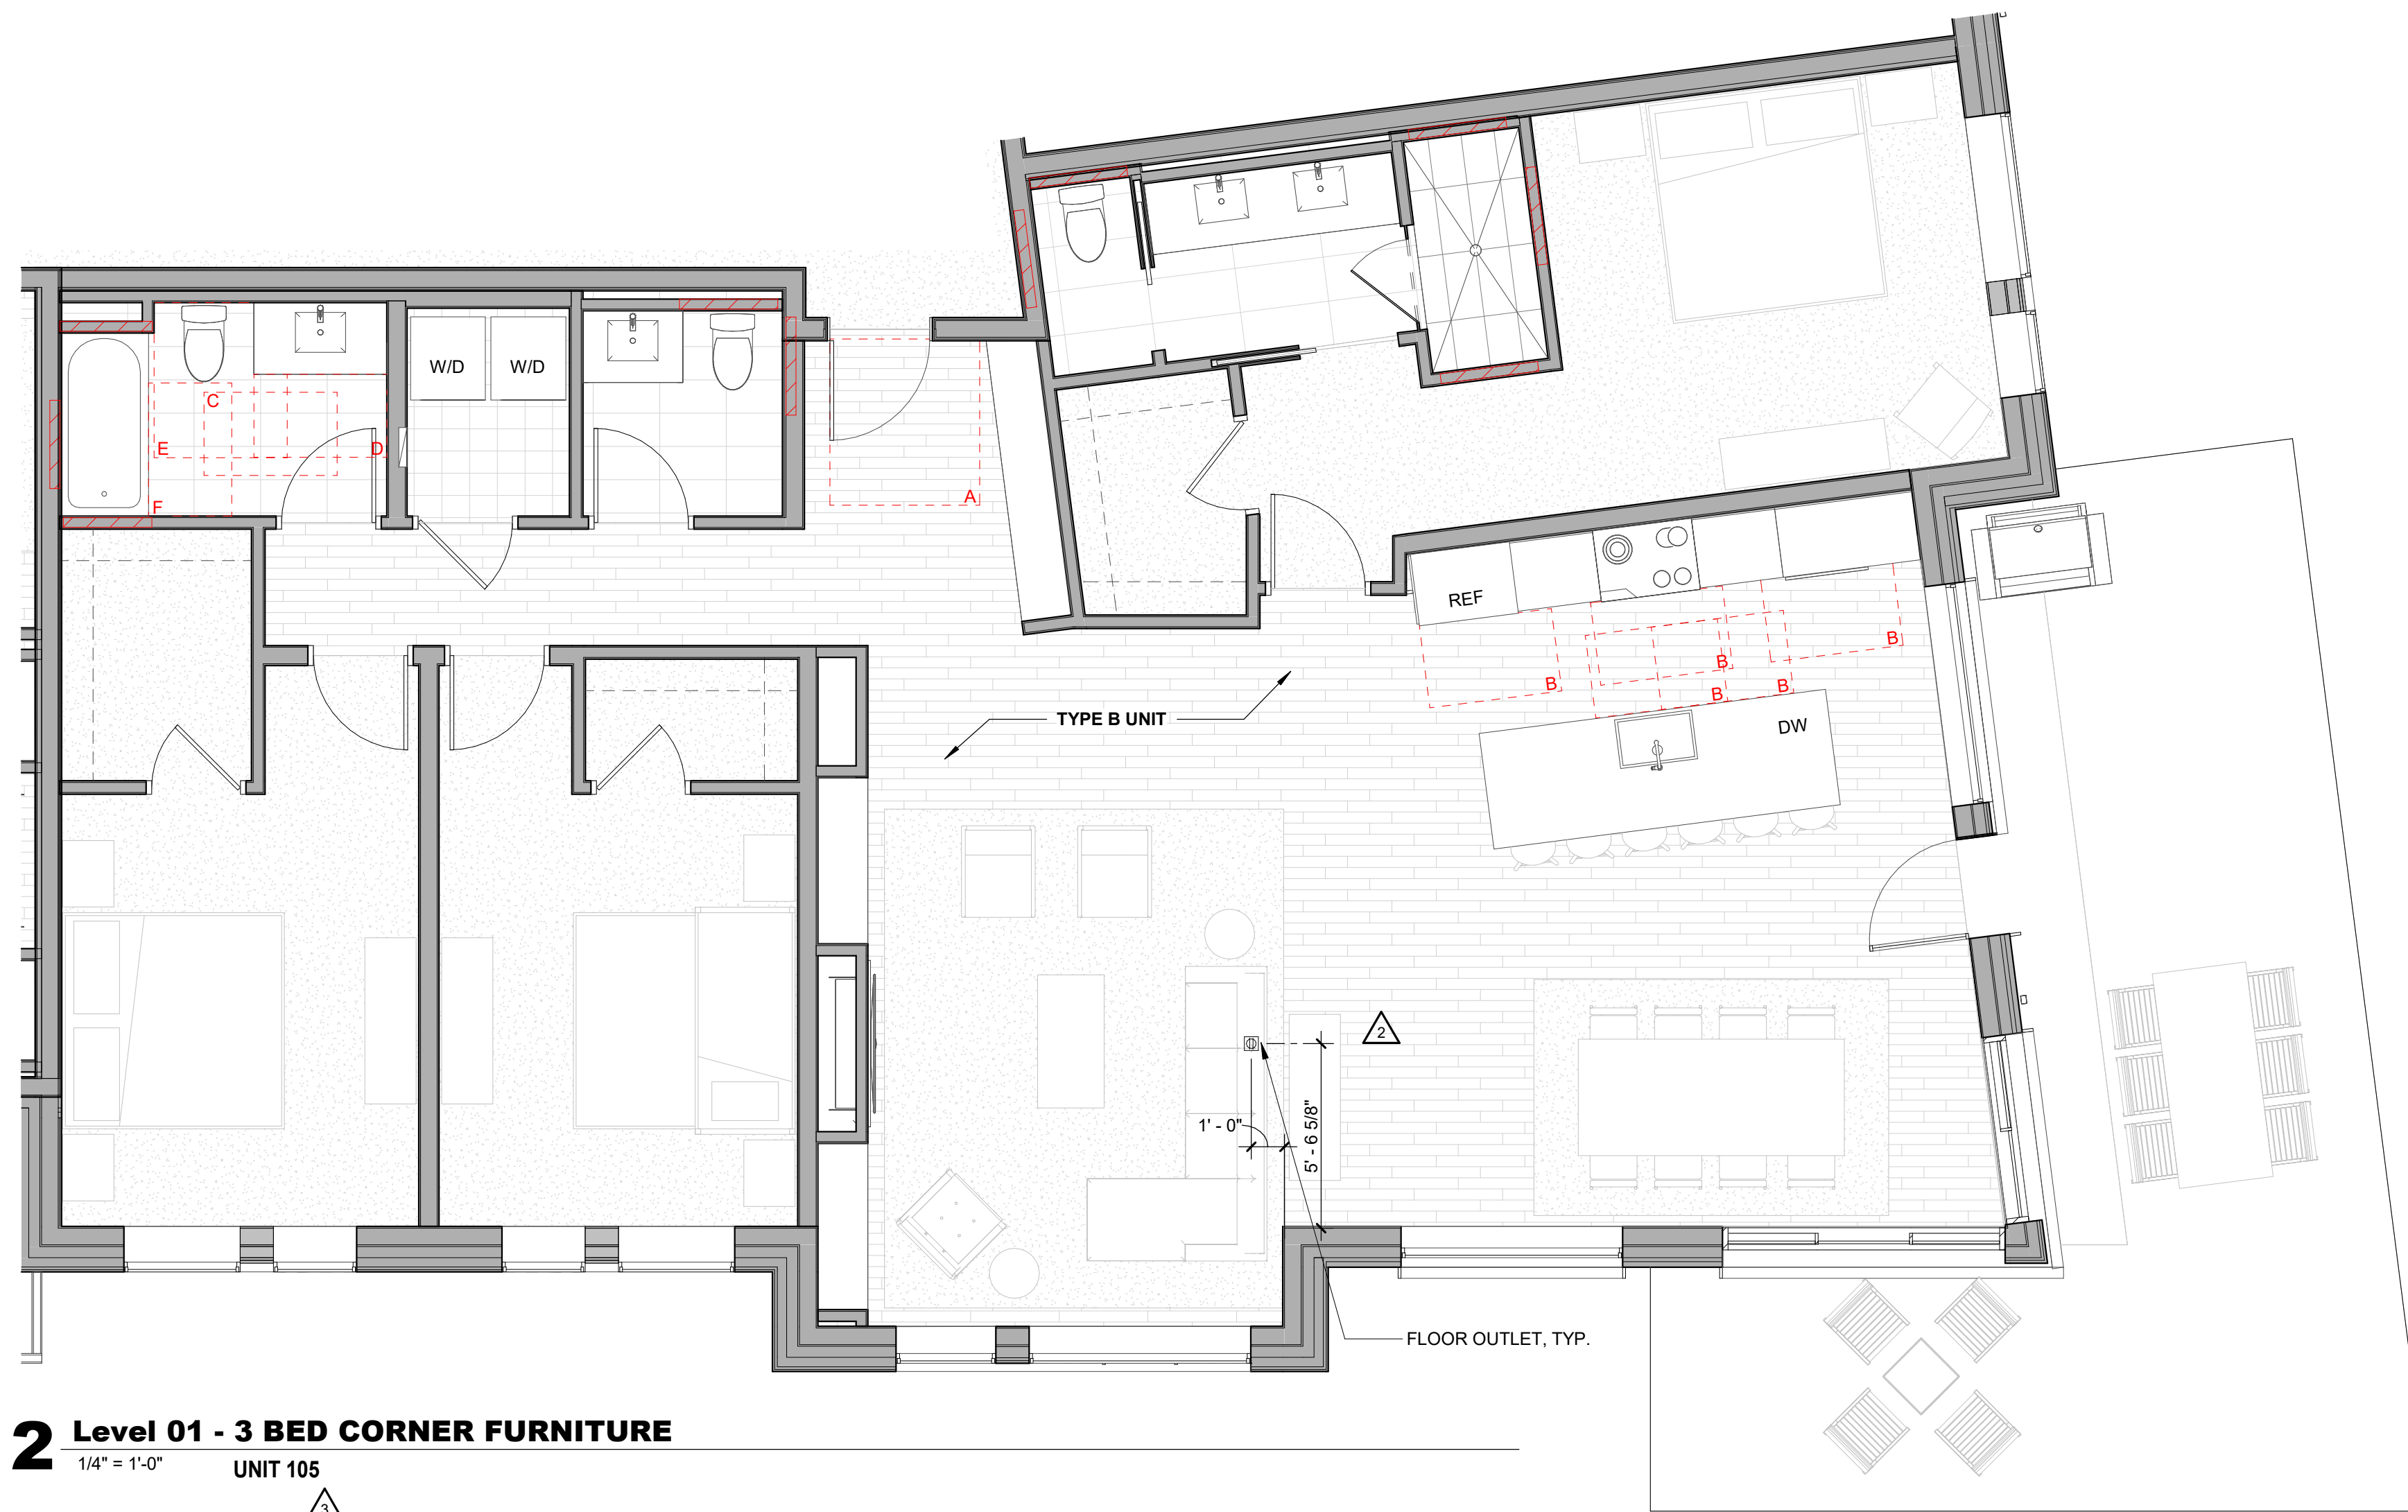 W/D
W/D
C
E
D
F
A
REF
B
B
B
B
B
TYPE B UNIT
DW
2
1' - 0"
5' - 6 5/8"
FLOOR OUTLET, TYP.
2 Level 01 - 3 BED CORNER FURNITURE
1/4" = 1'-0"
UNIT 105
3